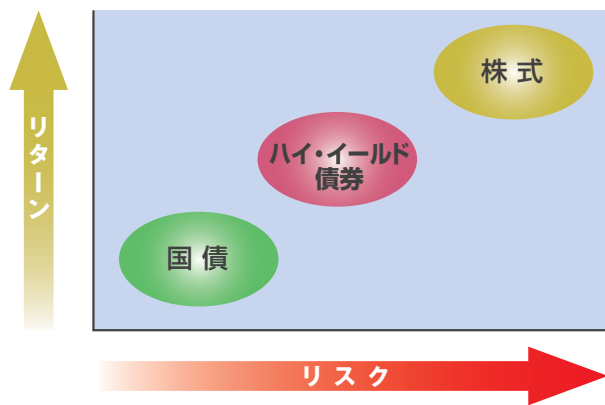 リターン
株式
ハイ・イールド
債券
国債
リスク